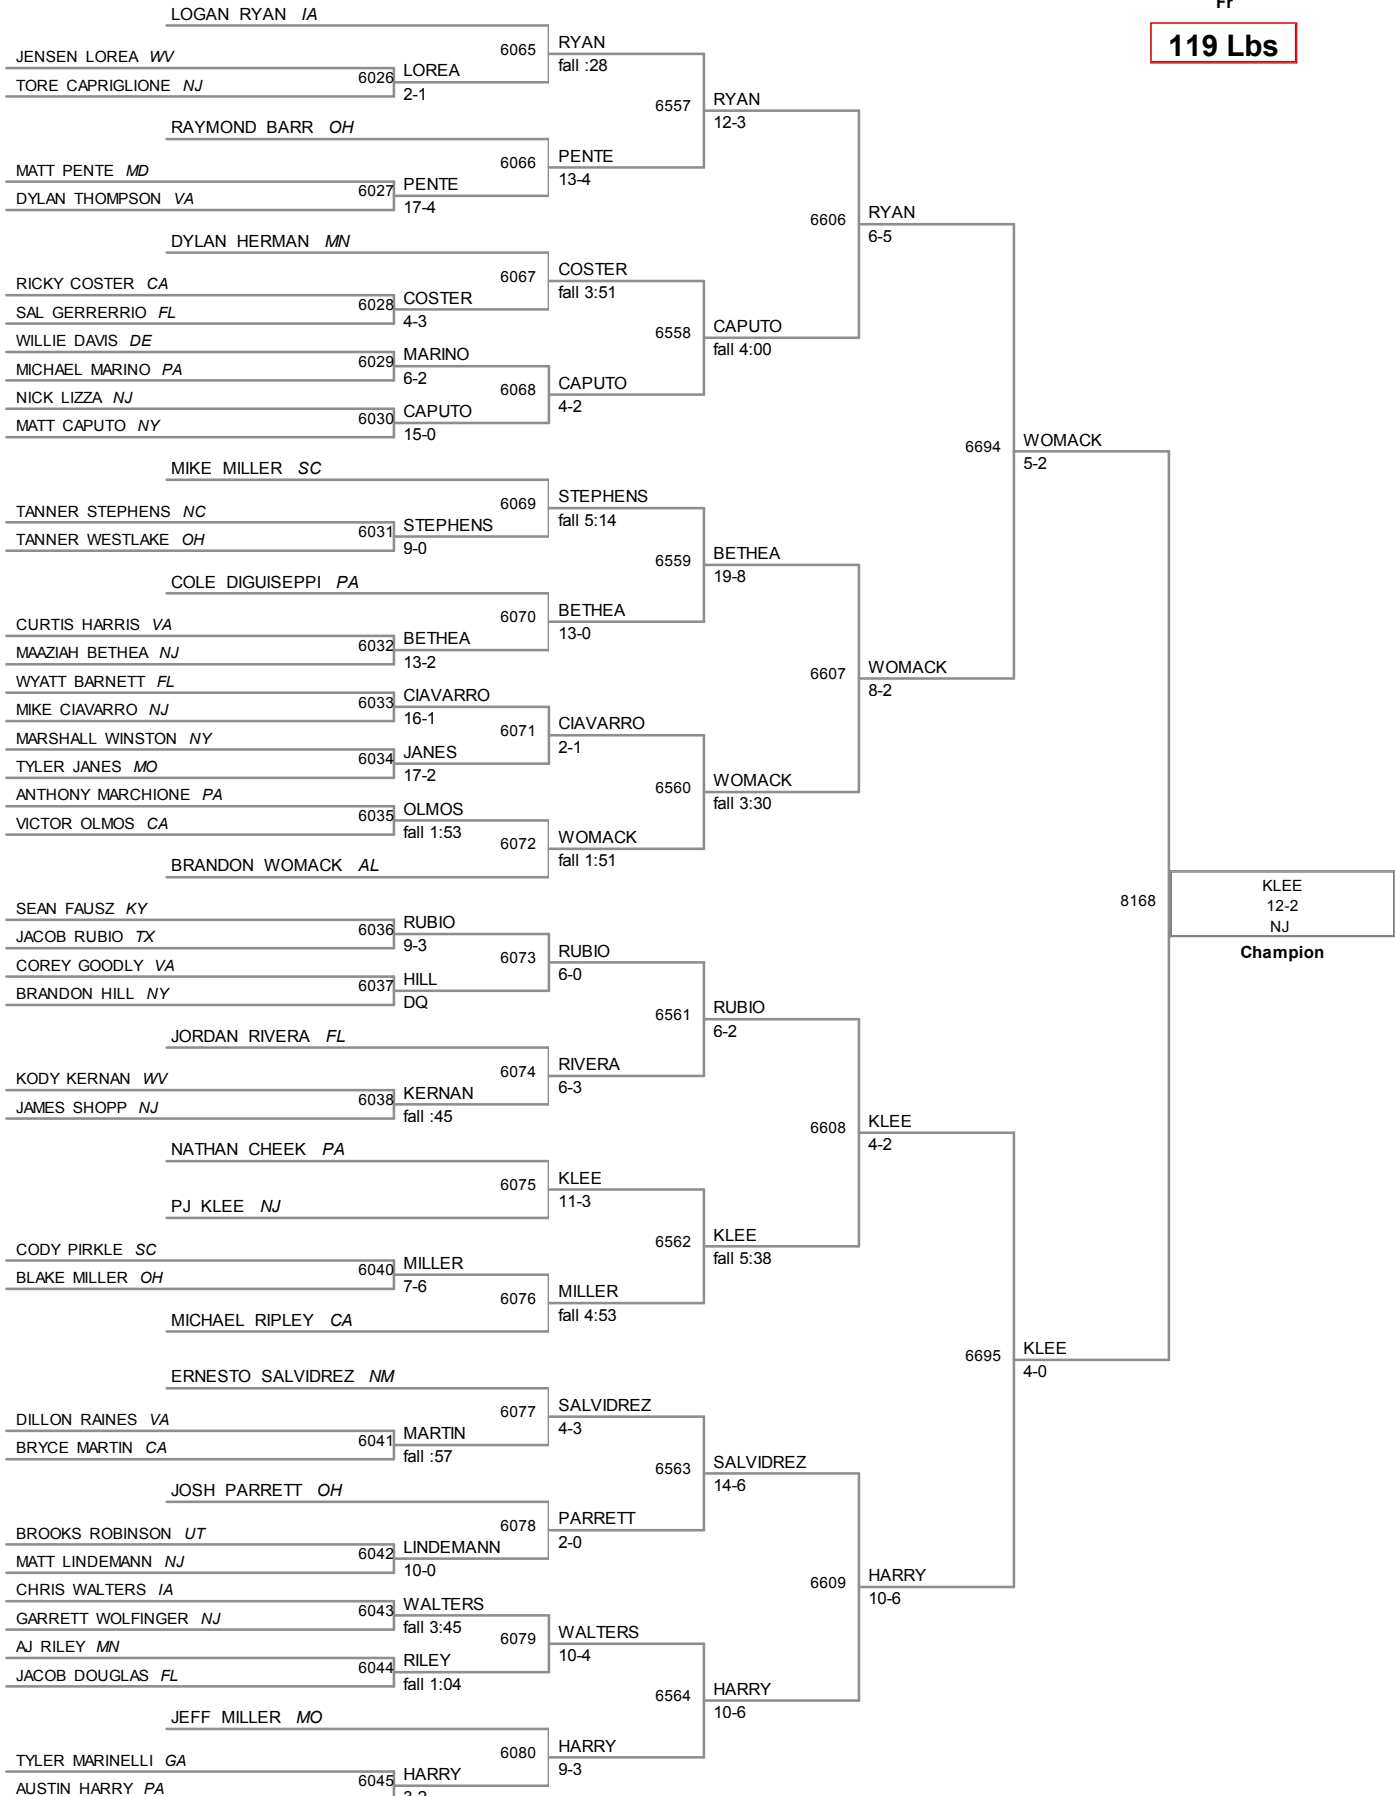 Fr
119 Lbs
LOGAN RYAN IA
6065 RYAN
fall :28
JENSEN LOREA WV
TORE CAPRIGLIONE NJ
6026 LOREA
2-1
6557 RYAN
12-3
RAYMOND BARR OH
6066 PENTE
13-4
MATT PENTE MD
DYLAN THOMPSON VA
6027 PENTE
17-4
6606 RYAN
6-5
DYLAN HERMAN MN
6067 COSTER
fall 3:51
RICKY COSTER CA
SAL GERRERRIO FL
6028 COSTER
4-3
6558 CAPUTO
fall 4:00
WILLIE DAVIS DE
MICHAEL MARINO PA
6029 MARINO
6-2
6068 CAPUTO
4-2
NICK LIZZA NJ
MATT CAPUTO NY
6030 CAPUTO
15-0
6694 WOMACK
5-2
MIKE MILLER SC
6069 STEPHENS
fall 5:14
TANNER STEPHENS NC
TANNER WESTLAKE OH
6031 STEPHENS
9-0
6559 BETHEA
19-8
COLE DIGUISEPPI PA
6070 BETHEA
13-0
CURTIS HARRIS VA
MAAZIAH BETHEA NJ
6032 BETHEA
13-2
6607 WOMACK
8-2
WYATT BARNETT FL
MIKE CIAVARRO NJ
6033 CIAVARRO
16-1
6071 CIAVARRO
2-1
MARSHALL WINSTON NY
TYLER JANES MO
6034 JANES
17-2
6560 WOMACK
fall 3:30
ANTHONY MARCHIONE PA
VICTOR OLMOS CA
6035 OLMOS
fall 1:53
6072 WOMACK
fall 1:51
BRANDON WOMACK AL
8168 KLEE
12-2
NJ
Champion
SEAN FAUSZ KY
JACOB RUBIO TX
6036 RUBIO
9-3
6073 RUBIO
6-0
COREY GOODLY VA
BRANDON HILL NY
6037 HILL
DQ
6561 RUBIO
6-2
JORDAN RIVERA FL
6074 RIVERA
6-3
KODY KERNAN WV
JAMES SHOPP NJ
6038 KERNAN
fall :45
6608 KLEE
4-2
NATHAN CHEEK PA
6075 KLEE
11-3
PJ KLEE NJ
6562 KLEE
fall 5:38
CODY PIRKLE SC
BLAKE MILLER OH
6040 MILLER
7-6
6076 MILLER
fall 4:53
MICHAEL RIPLEY CA
6695 KLEE
4-0
ERNESTO SALVIDREZ NM
6077 SALVIDREZ
4-3
DILLON RAINES VA
BRYCE MARTIN CA
6041 MARTIN
fall :57
6563 SALVIDREZ
14-6
JOSH PARRETT OH
6078 PARRETT
2-0
BROOKS ROBINSON UT
MATT LINDEMANN NJ
6042 LINDEMANN
10-0
6609 HARRY
10-6
CHRIS WALTERS IA
GARRETT WOLFINGER NJ
6043 WALTERS
fall 3:45
6079 WALTERS
10-4
AJ RILEY MN
JACOB DOUGLAS FL
6044 RILEY
fall 1:04
6564 HARRY
10-6
JEFF MILLER MO
6080 HARRY
9-3
TYLER MARINELLI GA
AUSTIN HARRY PA
6045 HARRY